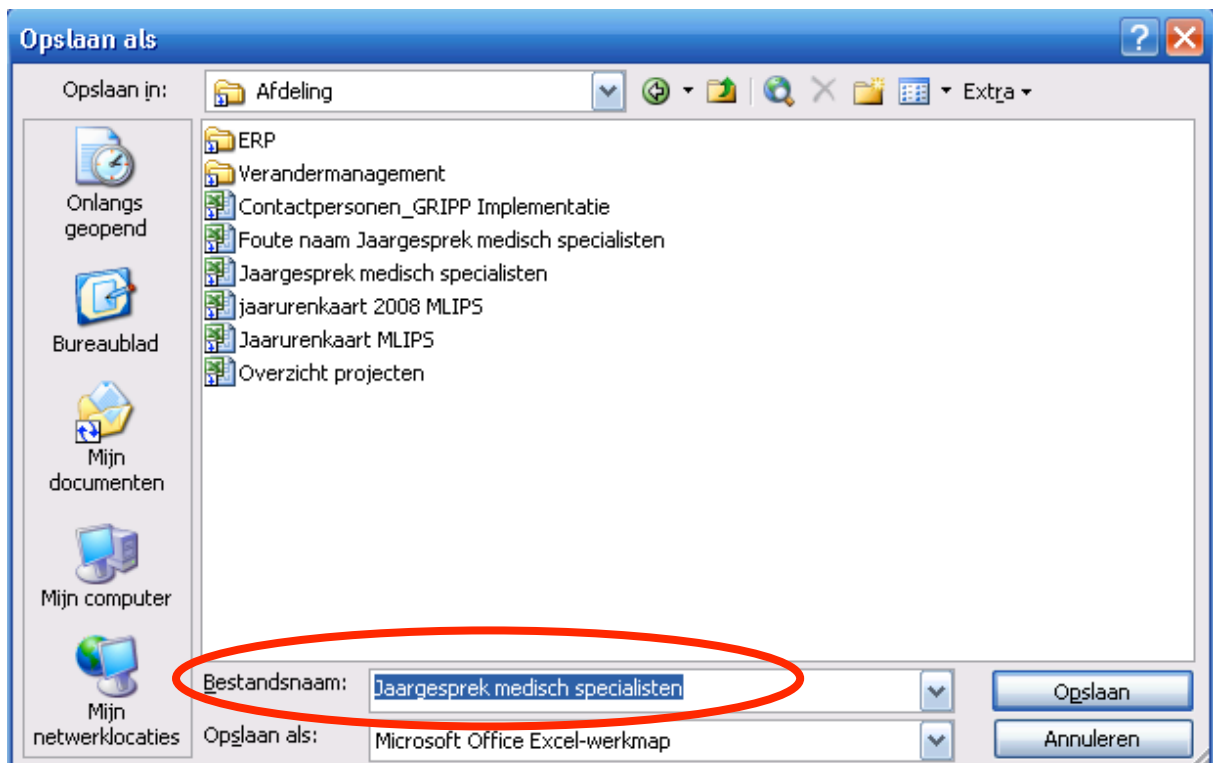 Opslaan als
Opslaan in:
Afdeling
Extra
Onlangs
geopend
Bureaublad
Mijn
documenten
Mijn computer
Mijn
netwerklocaties
ERP
Verandermanagement
Contactpersonen_GRIPP Implementatie
Foute naam Jaargesprek medisch specialisten
Jaargesprek medisch specialisten
jaarurenkaart 2008 MLIPS
Jaarurenkaart MLIPS
Overzicht projecten
Bestandsnaam:
Jaargesprek medisch specialisten
Opslaan
Opslaan als:
Microsoft Office Excel-werkmap
Annuleren